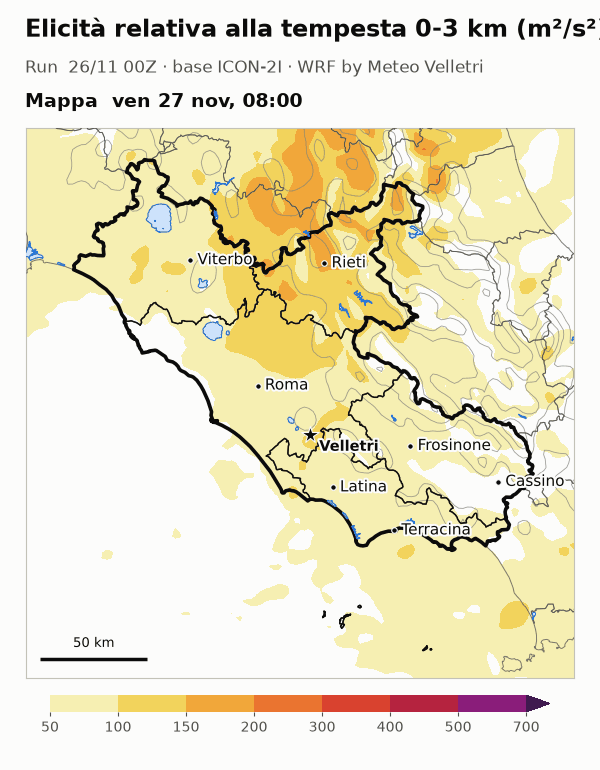 Elicità relativa alla tempesta 0-3 km (m²/s²)
Run 26/11 00Z · base ICON-2I · WRF by Meteo Velletri
Mappa ven 27 nov, 08:00
Viterbo
Rieti
Roma
Velletri
Frosinone
Cassino
Latina
Terracina
50 km
50 100 150 200 300 400 500 700